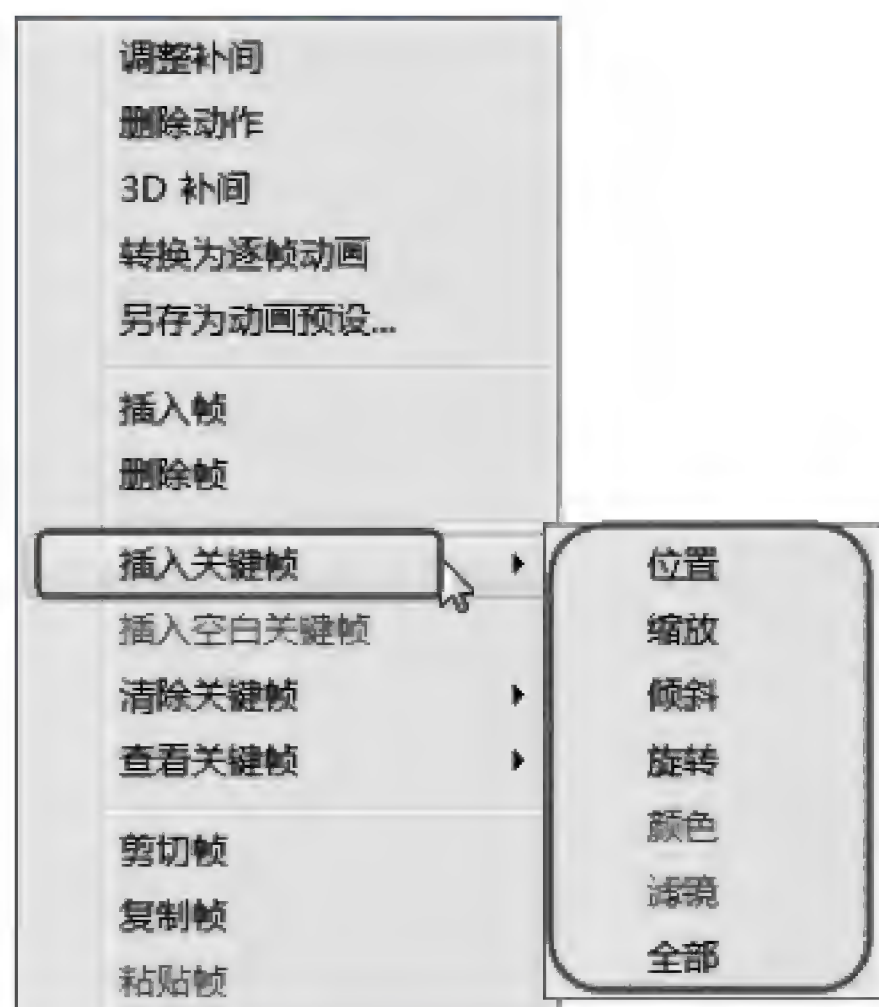 调整补间
删除动作
3D 补间
转换为逐帧动画
另存为动画预设...
插入帧
删除帧
插入关键帧
插入空白关键帧
清除关键帧
查看关键帧
剪切帧
复制帧
粘贴帧
位置
缩放
倾斜
旋转
颜色
滤镜
全部